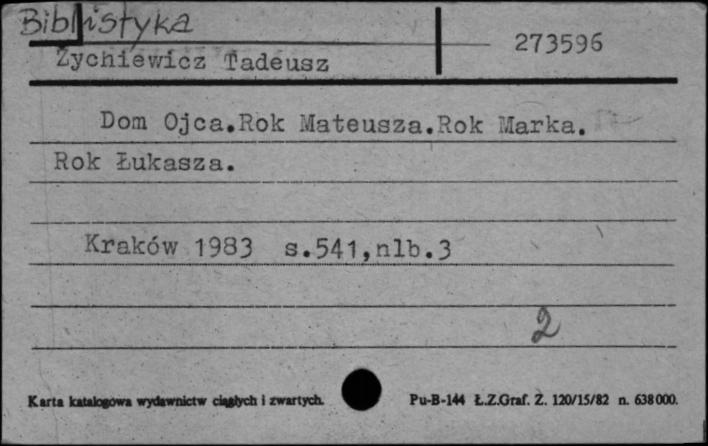 Biblistyka
273596
Żychiewicz Tadeusz
Dom Ojca.Rok Mateusza.Rok Marka.
Rok Łukasza.
Kraków 1983 s.541,nlb.3
2
Karta katalogowa wydawnictw ciągłych i zwartych. Pu-B-144 Ł.Z.Graf. Z. 120/15/82 n. 638000.